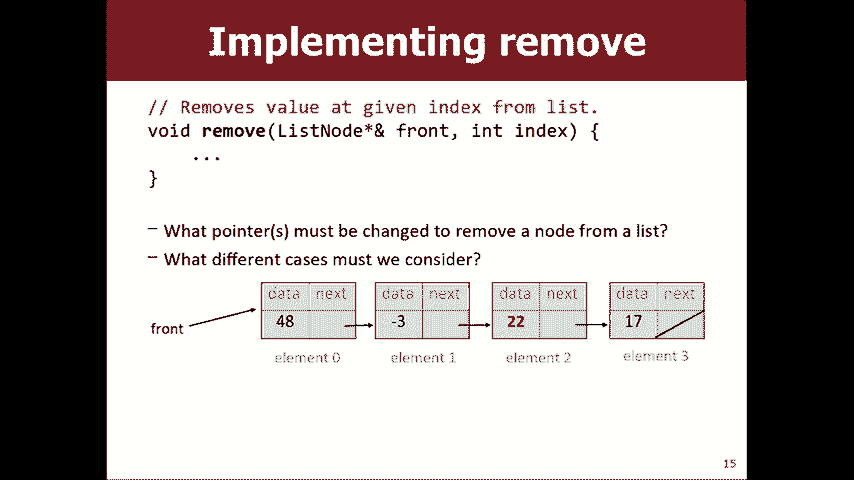 Implementing remove
// Removes value at given index from list.
void remove(ListNode*& front, int index) {
...
}
– What pointer(s) must be changed to remove a node from a list?
– What different cases must we consider?
data next data next data next data next
front 48 -3 22 17
element 0 element 1 element 2 element 3
15